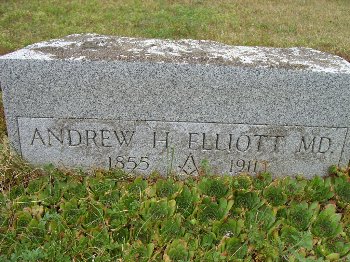 ANDREW H. ELLIOTT MD.
1855 1911